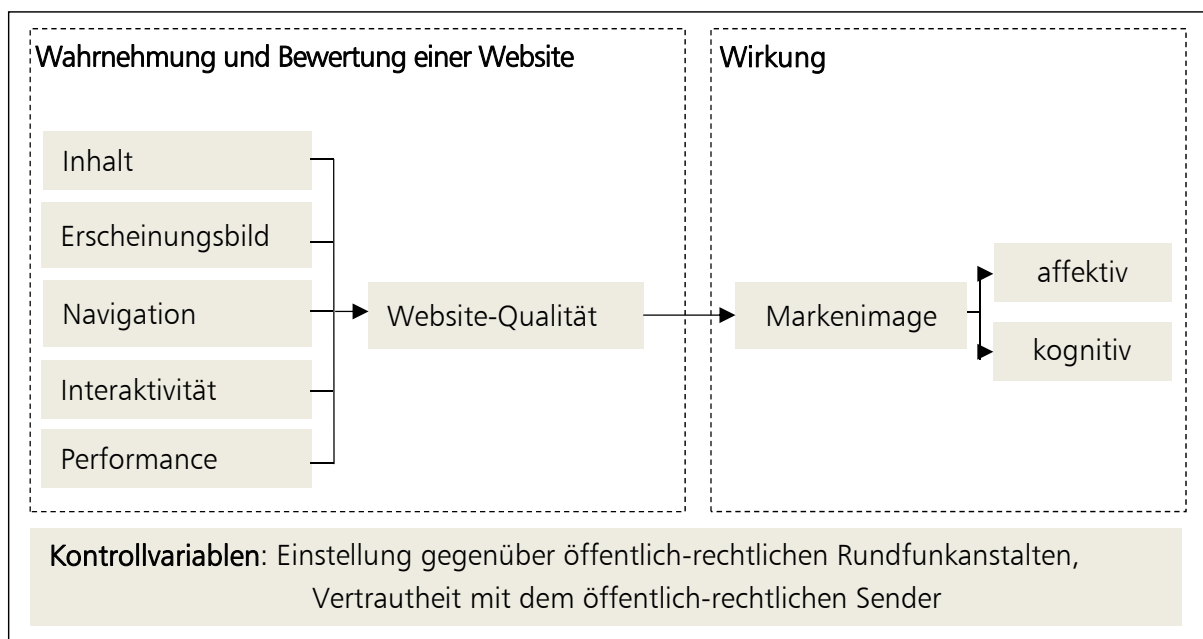 Wahrnehmung und Bewertung einer Website
Inhalt
Erscheinungsbild
Navigation
Interaktivität
Performance
Website-Qualität
Wirkung
Markenimage
affektiv
kognitiv
Kontrollvariablen: Einstellung gegenüber öffentlich-rechtlichen Rundfunkanstalten,
Vertrautheit mit dem öffentlich-rechtlichen Sender